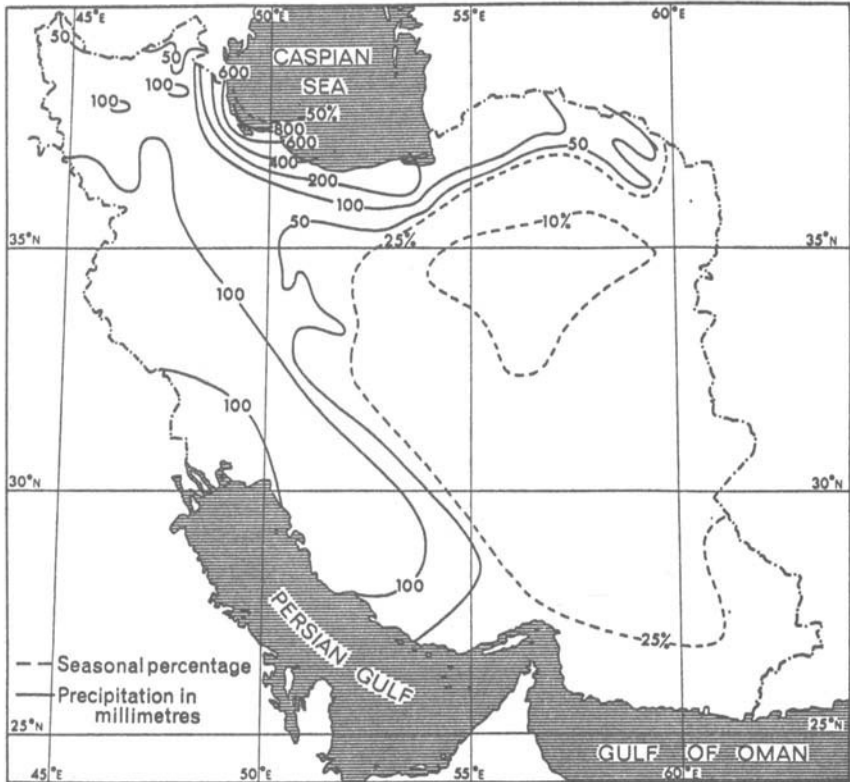 45°E 50°E 55°E 60°E
50
50
600
CASPIAN
SEA
100
100
50%
800
600
400
200
100
50
50
25%
10%
35°N
35°N
100
100
30°N
30°N
100
25%
PERSIAN GULF
Seasonal percentage
Precipitation in
millimetres
25°N
25°N
GULF OF OMAN
45°E 50°E 55°E 60°E